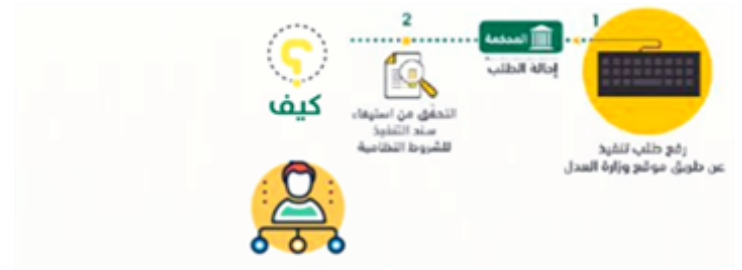 كيف
1
رفع طلب تنفيذ
عن طريق موقع وزارة العدل
المحكمة
إحالة الطلب
2
التحقق من استيفاء
سند التنفيذ
للشروط النظامية